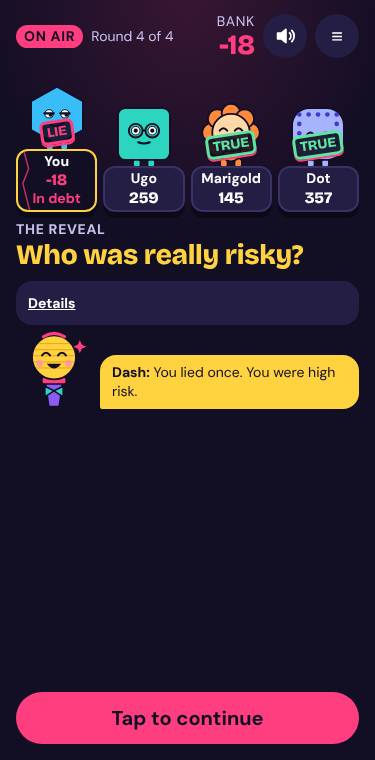 ON AIR
Round 4 of 4
BANK
-18
LIE
TRUE
TRUE
You
-18
In debt
Ugo
259
Marigold
145
Dot
357
THE REVEAL
Who was really risky?
Details
Dash: You lied once. You were high
risk.
Tap to continue